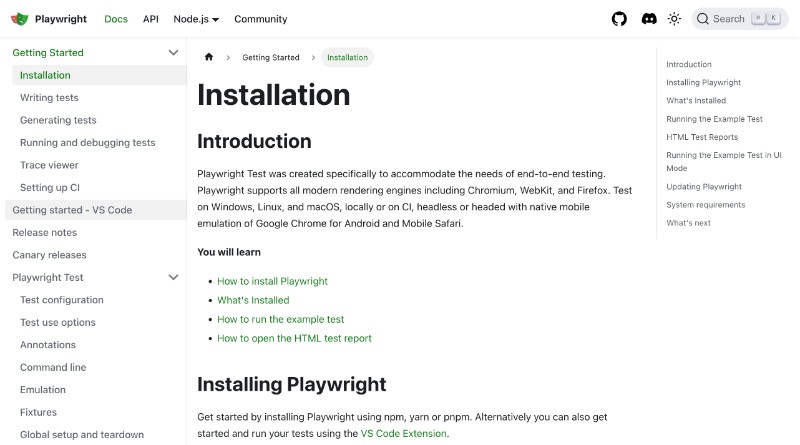 Playwright Docs API Node.js Community Search ⌘ K
Getting Started
Installation
Writing tests
Generating tests
Running and debugging tests
Trace viewer
Setting up CI
Getting started - VS Code
Release notes
Canary releases
Playwright Test
Test configuration
Test use options
Annotations
Command line
Emulation
Fixtures
Global setup and teardown
Getting Started Installation
Installation
Introduction
Playwright Test was created specifically to accommodate the needs of end-to-end testing.
Playwright supports all modern rendering engines including Chromium, WebKit, and Firefox. Test
on Windows, Linux, and macOS, locally or on CI, headless or headed with native mobile
emulation of Google Chrome for Android and Mobile Safari.
You will learn
How to install Playwright
What's Installed
How to run the example test
How to open the HTML test report
Installing Playwright
Get started by installing Playwright using npm, yarn or pnpm. Alternatively you can also get
started and run your tests using the VS Code Extension.
Introduction
Installing Playwright
What's Installed
Running the Example Test
HTML Test Reports
Running the Example Test in UI
Mode
Updating Playwright
System requirements
What's next